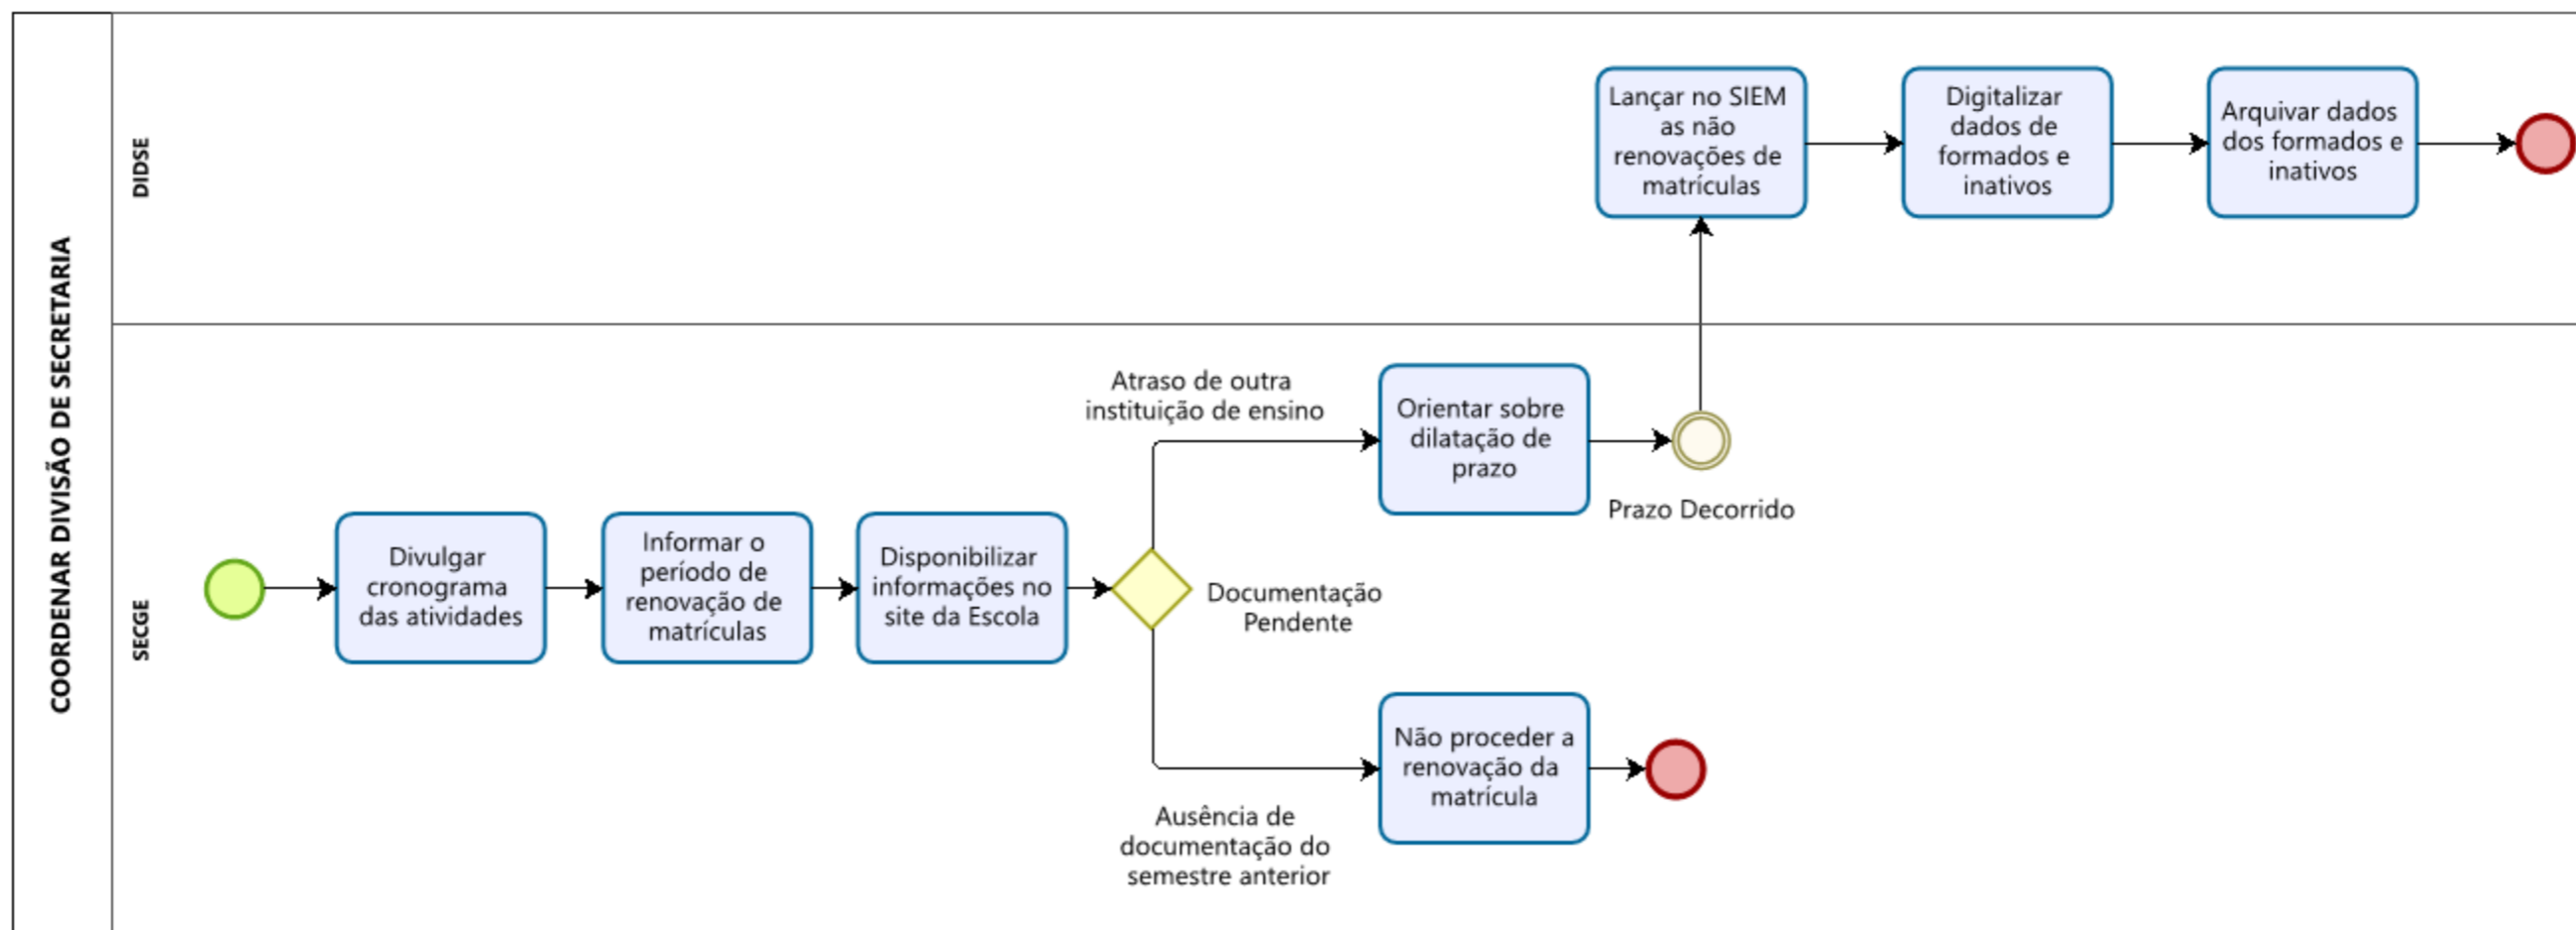 COORDENAR DIVISÃO DE SECRETARIA
DIDSE
Lançar no SIEM
as não
renovações de
matrículas
Digitalizar
dados de
formados e
inativos
Arquivar dados
dos formados e
inativos
SECGE
Divulgar
cronograma
das atividades
Informar o
período de
renovação de
matrículas
Disponibilizar
informações no
site da Escola
Documentação
Pendente
Atraso de outra
instituição de ensino
Orientar sobre
dilatação de
prazo
Prazo Decorrido
Ausência de
documentação do
semestre anterior
Não proceder a
renovação da
matrícula